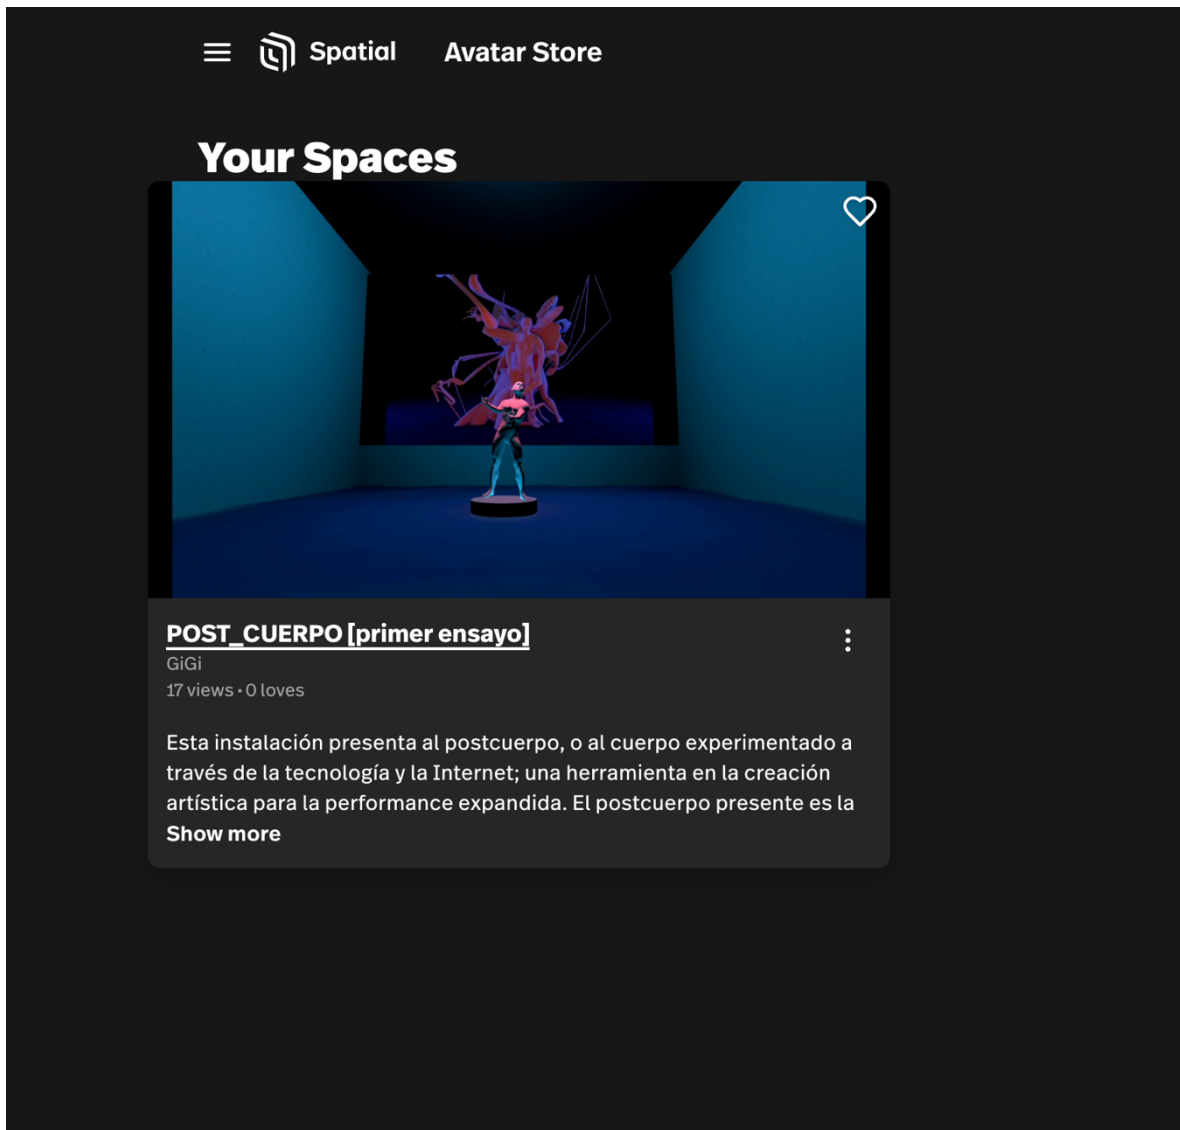 Spatial
Avatar Store
Your Spaces
POST_CUERPO [primer ensayo]
GiGi
17 views • 0 loves
Esta instalación presenta al postcuerpo, o al cuerpo experimentado a
través de la tecnología y la Internet; una herramienta en la creación
artística para la performance expandida. El postcuerpo presente es la
Show more